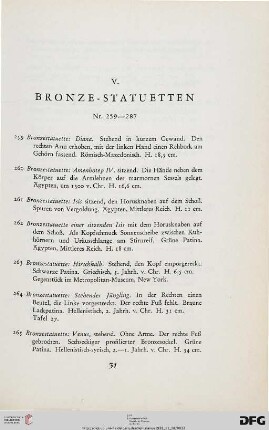 V.
BRONZE-STATUETTEN
Nr. 259—287
259 Bronzestatuette: Diana. Stehend in kurzem Gewand. Den
rechten Arm erhoben, mit der linken Hand einen Rehbock am
Gehörn fassend. Römisch-Mazedonisch. H. 18,5 cm.
260 Bronzestatuette: Amenhotep IV. sitzend. Die Hände neben dem
Körper auf die Armlehnen des marmornen Sessels gelegt.
Ägypten, um 1500 v. Chr. H. 16,6 cm.
261 Bronzestatuette: Isis sitzend, den Horusknaben auf dem Schoß.
Spuren von Vergoldung. Ägypten, Mittleres Reich. H. 21 cm.
262 Bronzestatuette einer sitzenden Isis mit dem Horusknaben auf
dem Schoß. Als Kopfschmuck Sonnenscheibe zwischen Kuh-
hörnern und Uräusschlange am Stirnreif. Grüne Patina.
Ägypten, Mittleres Reich. H. 18 cm.
263 Bronzestatuette: Hirschkalb. Stehend, den Kopf emporgereckt.
Schwarze Patina. Griechisch, 5. Jahrh. v. Chr. H. 6,5 cm.
Gegenstück im Metropolitan-Museum, New York.
264 Bronzestatuette: Stehender Jüngling. In der Rechten einen
Beutel, die Linke vorgestreckt. Der rechte Fuß fehlt. Braune
Lackpatina. Hellenistisch, 2. Jahrh. v. Chr. H. 31 cm.
Tafel 27.
265 Bronzestatuette: Venus, stehend. Ohne Arme. Der rechte Fuß
gebrochen. Sechseckiger profilierter Bronzesockel. Grüne
Patina. Hellenistisch-syrisch, 2.—1. Jahrh. v. Chr. H. 34 cm.
51
DFG